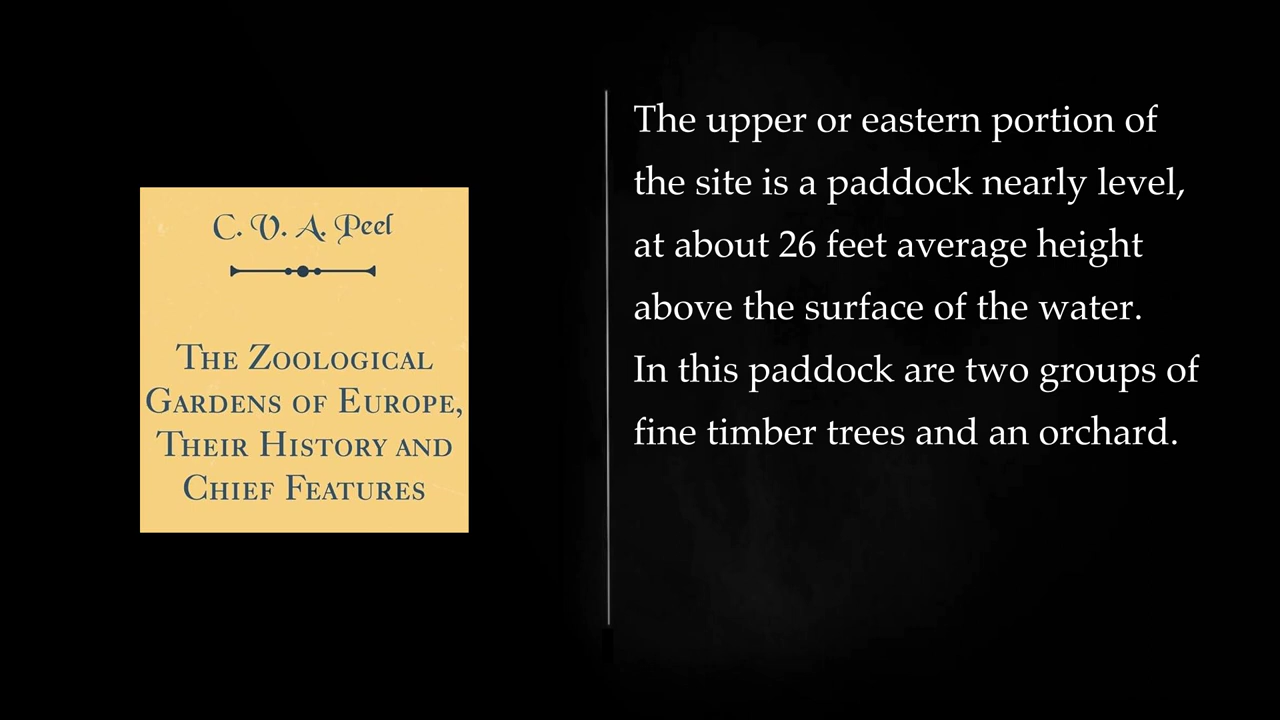 C. V. A. Peel
The Zoological
Gardens of Europe,
Their History and
Chief Features
The upper or eastern portion of
the site is a paddock nearly level,
at about 26 feet average height
above the surface of the water.
In this paddock are two groups of
fine timber trees and an orchard.